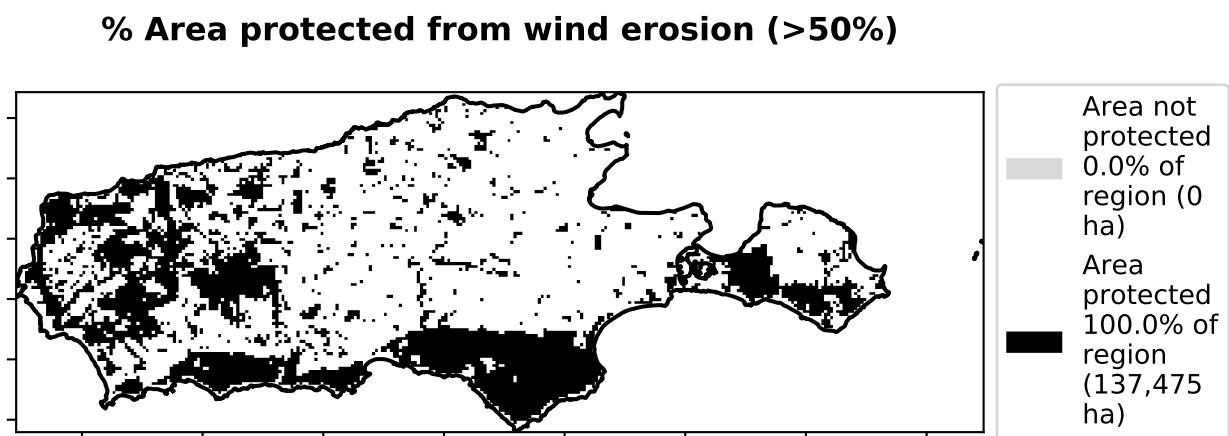 % Area protected from wind erosion (>50%)
Area not
protected
0.0% of
region (0
ha)
Area
protected
100.0% of
region
(137,475
ha)